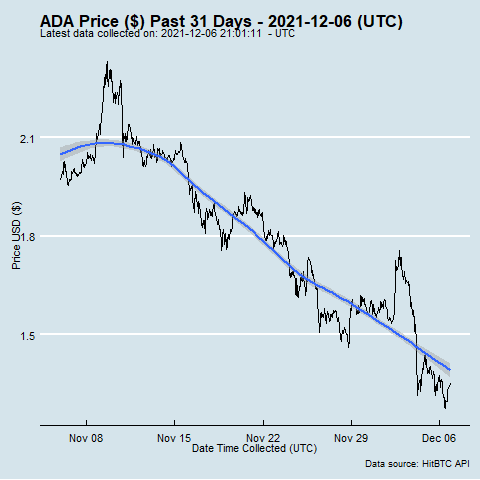 ADA Price ($) Past 31 Days - 2021-12-06 (UTC)
Latest data collected on: 2021-12-06 21:01:11  - UTC
2.1
1.8
1.5
Price USD ($)
Nov 08
Nov 15
Nov 22
Nov 29
Dec 06
Date Time Collected (UTC)
Data source: HitBTC API